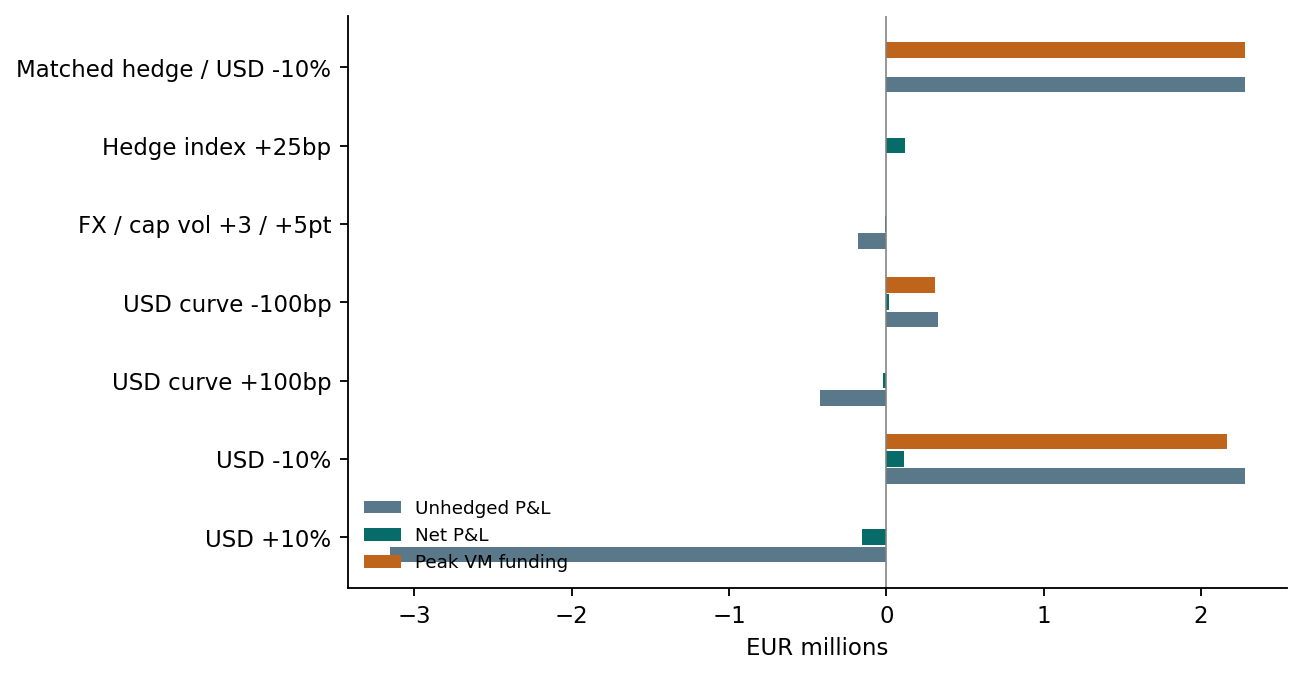 Matched hedge / USD -10%
Hedge index +25bp
FX / cap vol +3 / +5pt
USD curve -100bp
USD curve +100bp
USD -10%
USD +10%
Unhedged P&L
Net P&L
Peak VM funding
−3 −2 −1 0 1 2
EUR millions